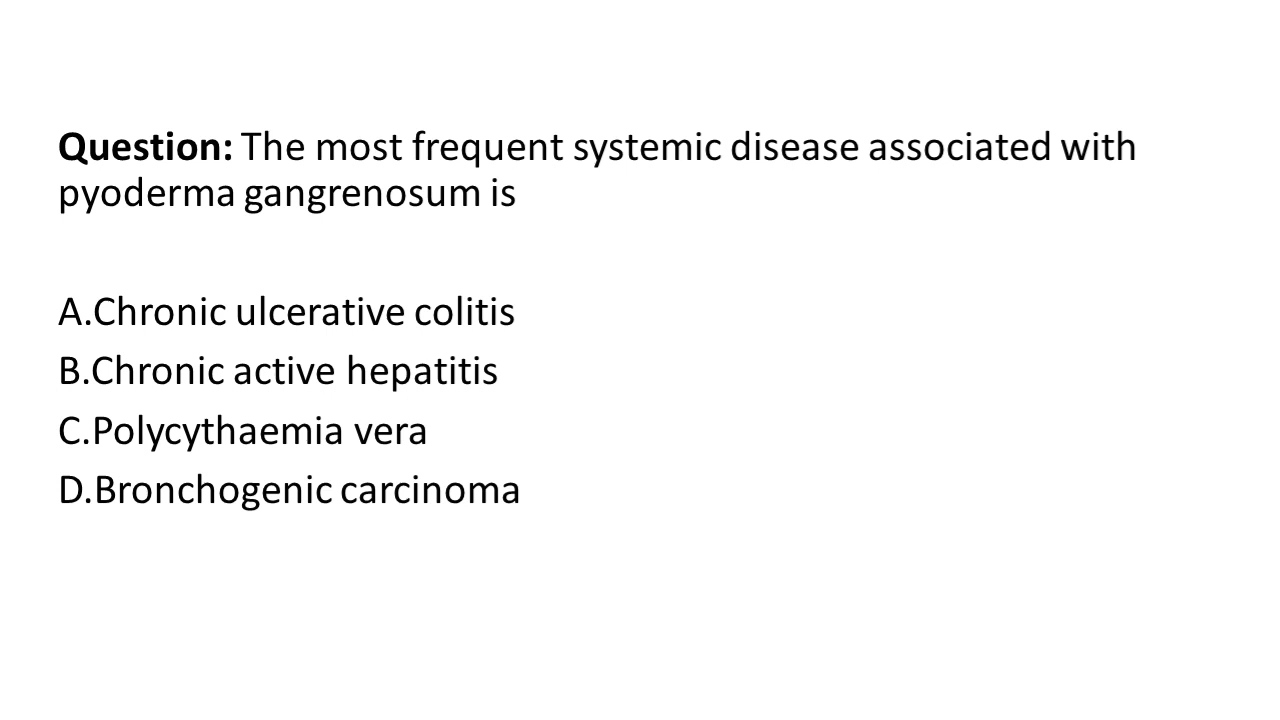 Question: The most frequent systemic disease associated with
pyoderma gangrenosum is
A.Chronic ulcerative colitis
B.Chronic active hepatitis
C.Polycythaemia vera
D.Bronchogenic carcinoma